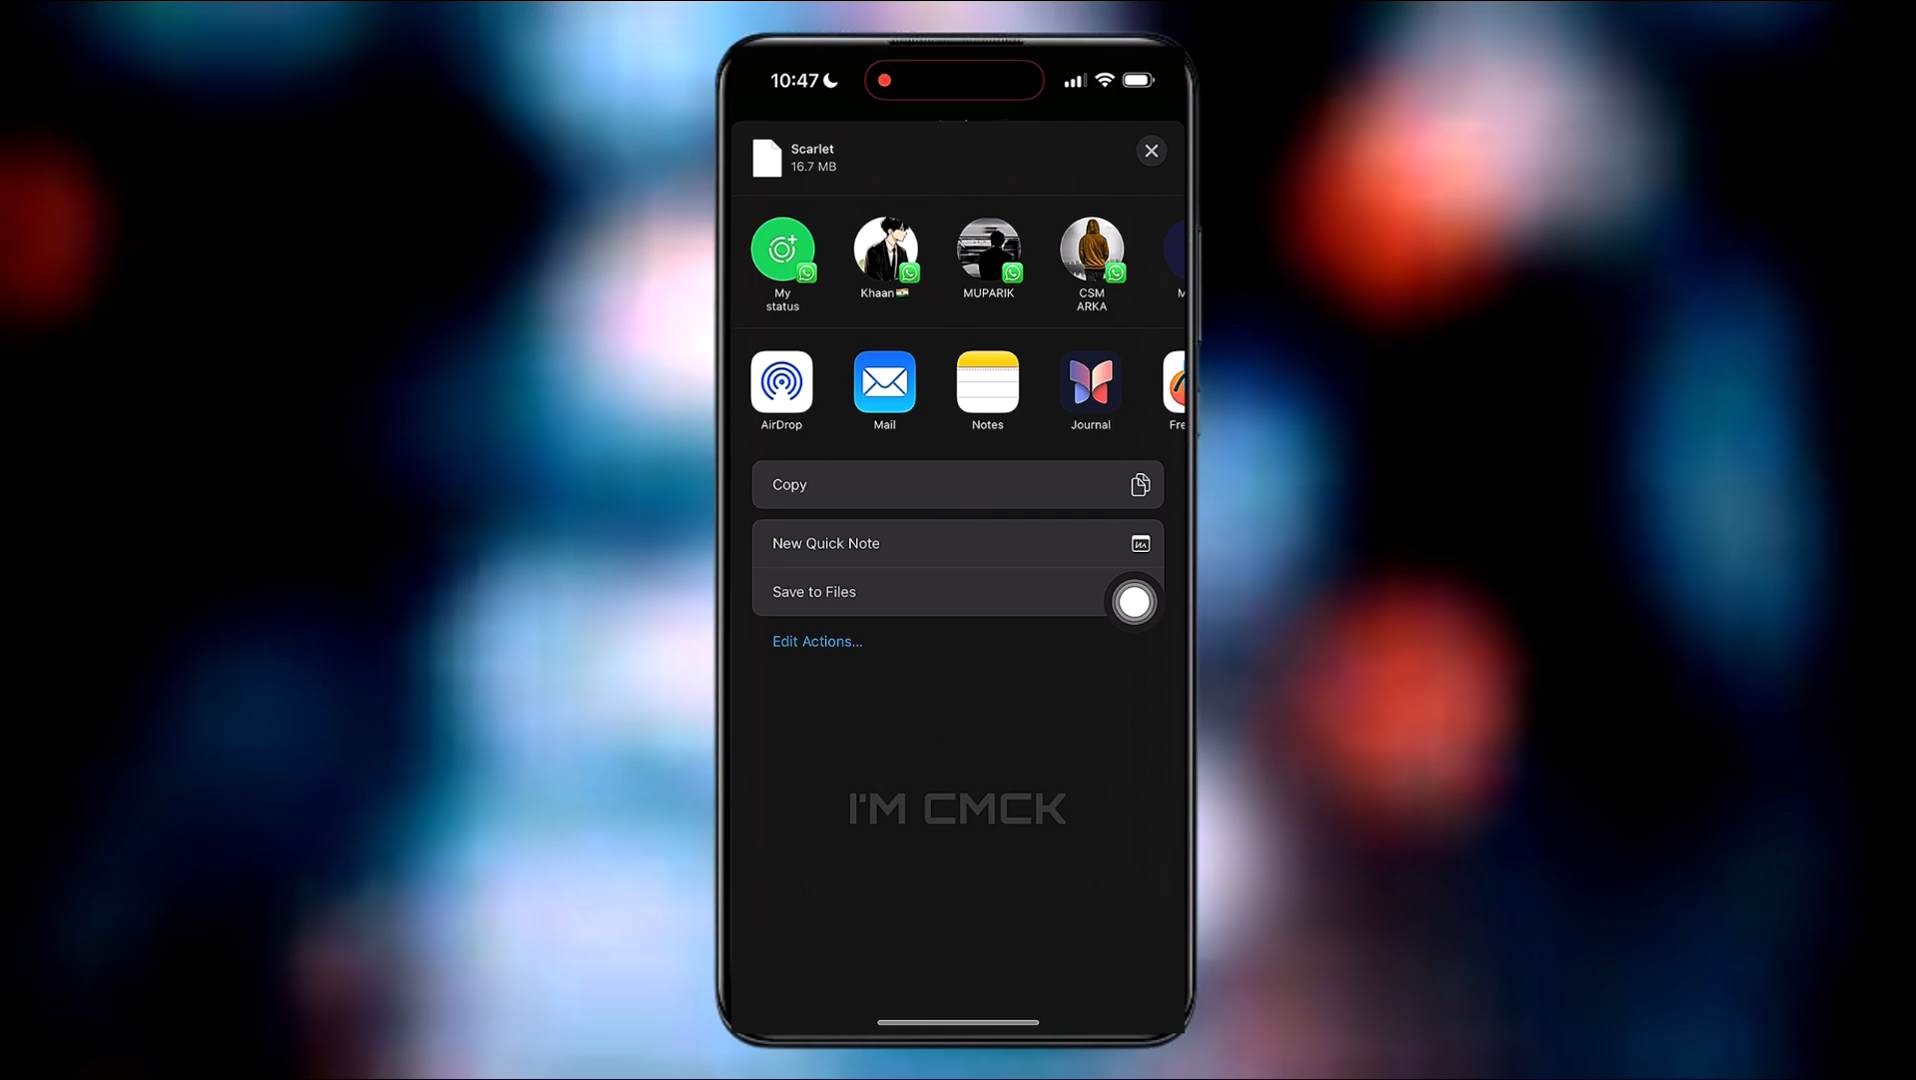 10:47
Scarlet
16.7 MB
My
status
Khaan
MUPARIK
CSM
ARKA
M
AirDrop
Mail
Notes
Journal
Fre
Copy
New Quick Note
Save to Files
Edit Actions...
I'M CMCK